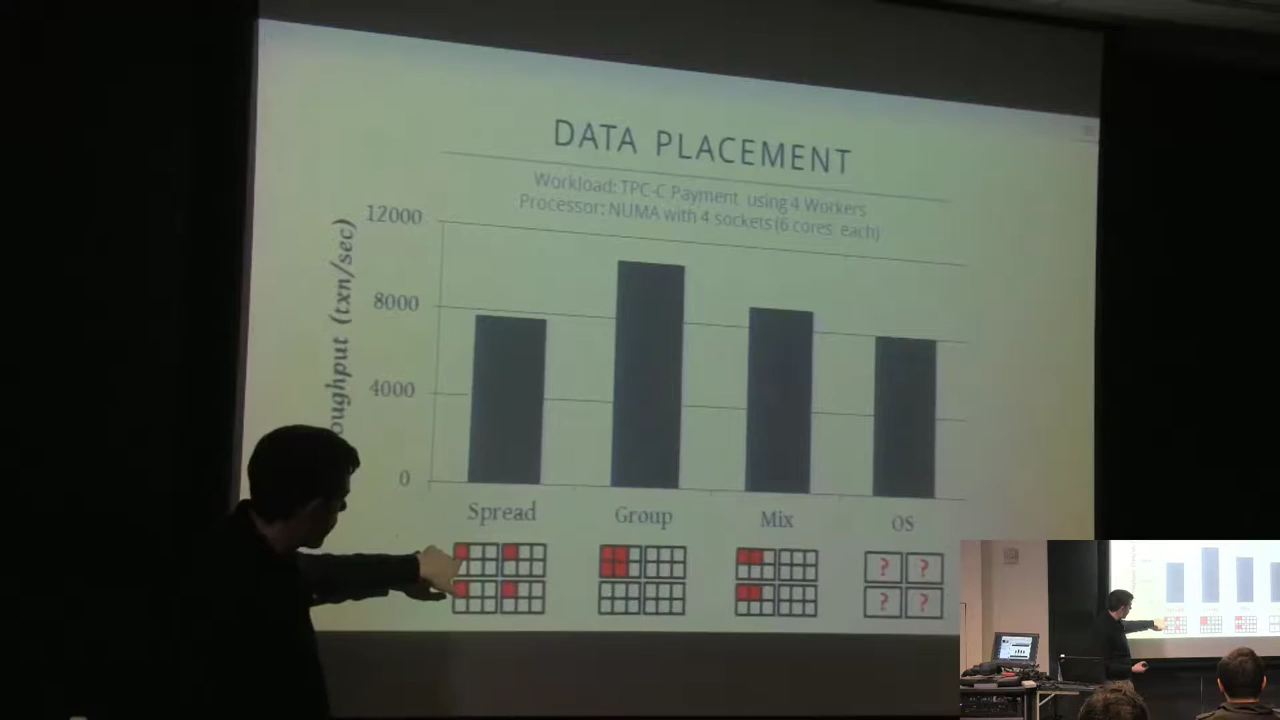 DATA PLACEMENT
Workload: TPC-C Payment using 4 Workers
Processor: NUMA with 4 sockets (6 cores each)
oughput (txn/sec)
12000
8000
4000
0
Spread
Group
Mix
OS
? ?
? ?